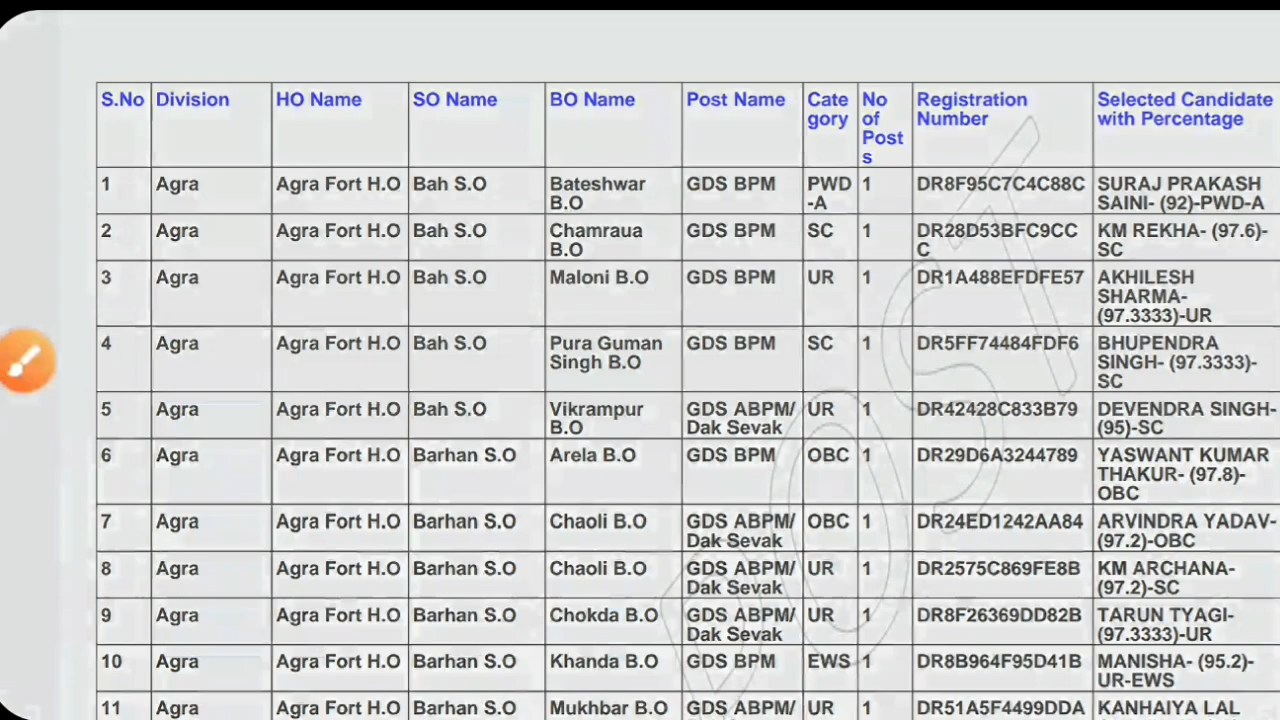 S.No Division HO Name SO Name BO Name Post Name Cate No Registration Selected Candidate
gory of Number with Percentage
Post
s
1 Agra Agra Fort H.O Bah S.O Bateshwar GDS BPM PWD 1 DR8F95C7C4C88C SURAJ PRAKASH
B.O -A SAINI- (92)-PWD-A
2 Agra Agra Fort H.O Bah S.O Chamraua GDS BPM SC 1 DR28D53BFC9CC KM REKHA- (97.6)-
B.O C SC
3 Agra Agra Fort H.O Bah S.O Maloni B.O GDS BPM UR 1 DR1A488EFDFE57 AKHILESH
SHARMA-
(97.3333)-UR
4 Agra Agra Fort H.O Bah S.O Pura Guman GDS BPM SC 1 DR5FF74484FDF6 BHUPENDRA
Singh B.O SINGH- (97.3333)-
SC
5 Agra Agra Fort H.O Bah S.O Vikrampur GDS ABPM/ UR 1 DR42428C833B79 DEVENDRA SINGH-
B.O Dak Sevak (95)-SC
6 Agra Agra Fort H.O Barhan S.O Arela B.O GDS BPM OBC 1 DR29D6A3244789 YASWANT KUMAR
THAKUR- (97.8)-
OBC
7 Agra Agra Fort H.O Barhan S.O Chaoli B.O GDS ABPM/ OBC 1 DR24ED1242AA84 ARVINDRA YADAV-
Dak Sevak (97.2)-OBC
8 Agra Agra Fort H.O Barhan S.O Chaoli B.O GDS ABPM/ UR 1 DR2575C869FE8B KM ARCHANA-
Dak Sevak (97.2)-SC
9 Agra Agra Fort H.O Barhan S.O Chokda B.O GDS ABPM/ UR 1 DR8F26369DD82B TARUN TYAGI-
Dak Sevak (97.3333)-UR
10 Agra Agra Fort H.O Barhan S.O Khanda B.O GDS BPM EWS 1 DR8B964F95D41B MANISHA- (95.2)-
UR-EWS
11 Agra Agra Fort H.O Barhan S.O Mukhbar B.O GDS ABPM/ UR 1 DR51A5F4499DDA KANHAIYA LAL
POST